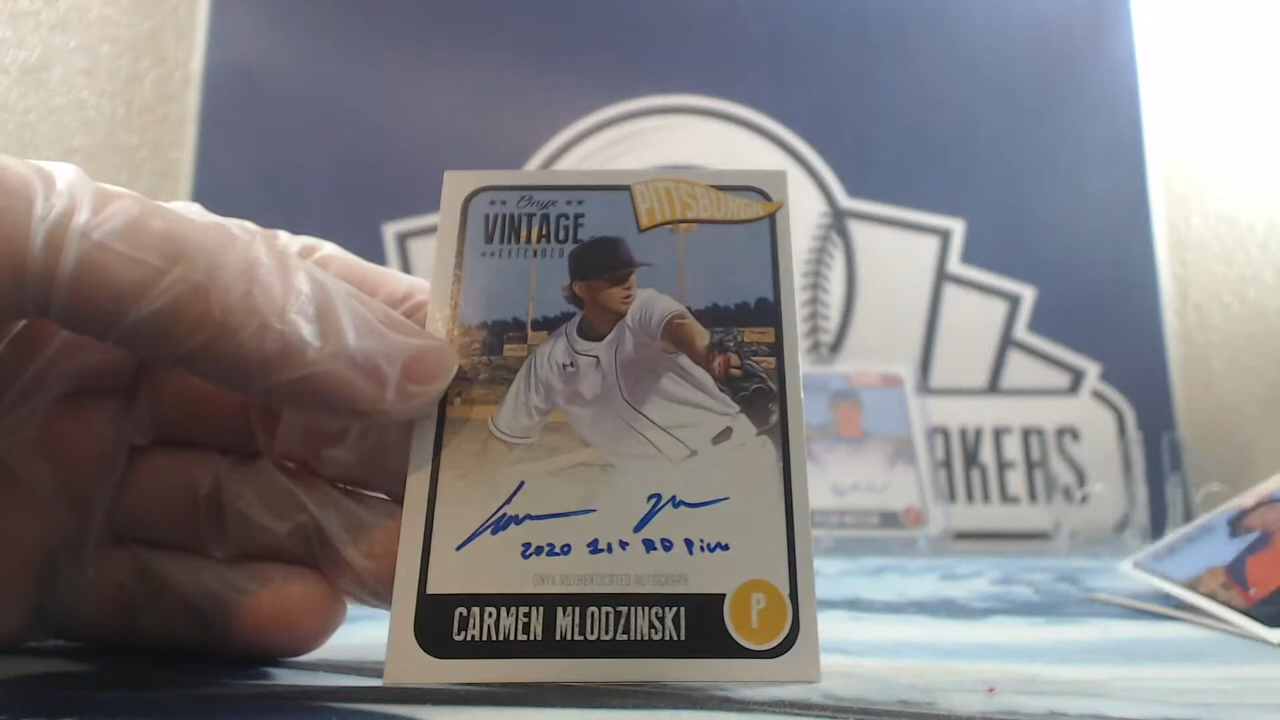 PITTSBURGH
Onyx
VINTAGE
EXTENDED
2020 1st RD Pick
ONYX AUTHENTICATED AUTOGRAPH
CARMEN MLODZINSKI
P
AKERS